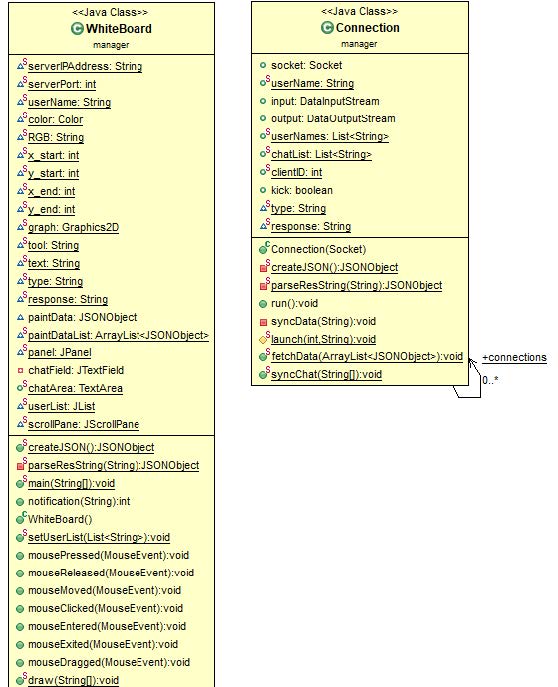 <<Java Class>>
WhiteBoard
manager
serverIPAddress: String
serverPort: int
userName: String
color: Color
RGB: String
x_start: int
y_start: int
x_end: int
y_end: int
graph: Graphics2D
tool: String
text: String
type: String
response: String
paintData: JSONObject
paintDataList: ArrayList<JSONObject>
panel: JPanel
chatField: JTextField
chatArea: TextArea
userList: JList
scrollPane: JScrollPane
createJSON():JSONObject
parseResString(String):JSONObject
main(String[]):void
notification(String):int
WhiteBoard()
setUserList(List<String>):void
mousePressed(MouseEvent):void
mouseReleased(MouseEvent):void
mouseMoved(MouseEvent):void
mouseClicked(MouseEvent):void
mouseEntered(MouseEvent):void
mouseExited(MouseEvent):void
mouseDragged(MouseEvent):void
draw(String[]):void
<<Java Class>>
Connection
manager
socket: Socket
userName: String
input: DataInputStream
output: DataOutputStream
userNames: List<String>
chatList: List<String>
clientID: int
kick: boolean
type: String
response: String
Connection(Socket)
createJSON():JSONObject
parseResString(String):JSONObject
run():void
syncData(String):void
launch(int,String):void
fetchData(ArrayList<JSONObject>):void
syncChat(String[]):void
+connections
0..*